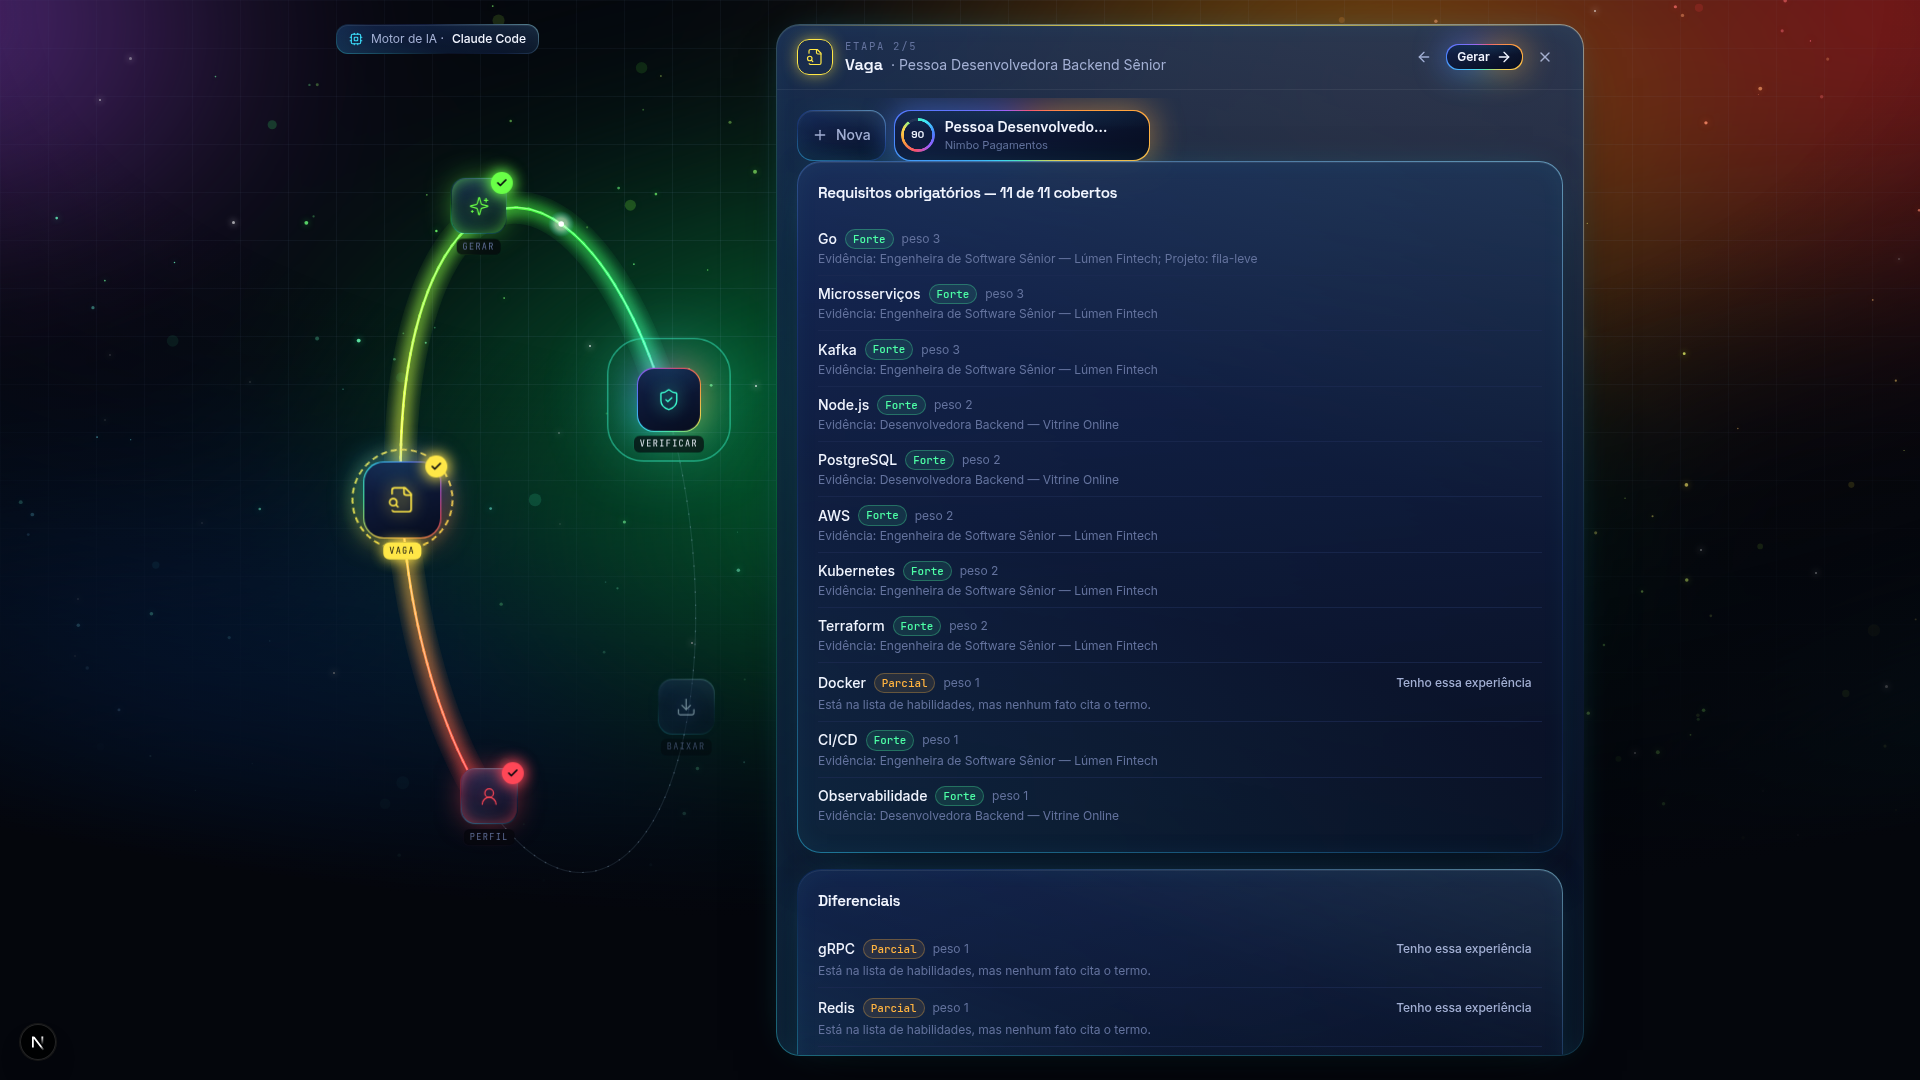 Motor de IA · Claude Code
GERAR
VERIFICAR
VAGA
BAIXAR
PERFIL
N
ETAPA 2/5
Vaga · Pessoa Desenvolvedora Backend Sênior
Gerar
Nova
90
Pessoa Desenvolvedo...
Nimbo Pagamentos
Requisitos obrigatórios — 11 de 11 cobertos
Go Forte peso 3
Evidência: Engenheira de Software Sênior — Lúmen Fintech; Projeto: fila-leve
Microsserviços Forte peso 3
Evidência: Engenheira de Software Sênior — Lúmen Fintech
Kafka Forte peso 3
Evidência: Engenheira de Software Sênior — Lúmen Fintech
Node.js Forte peso 2
Evidência: Desenvolvedora Backend — Vitrine Online
PostgreSQL Forte peso 2
Evidência: Desenvolvedora Backend — Vitrine Online
AWS Forte peso 2
Evidência: Engenheira de Software Sênior — Lúmen Fintech
Kubernetes Forte peso 2
Evidência: Engenheira de Software Sênior — Lúmen Fintech
Terraform Forte peso 2
Evidência: Engenheira de Software Sênior — Lúmen Fintech
Docker Parcial peso 1 Tenho essa experiência
Está na lista de habilidades, mas nenhum fato cita o termo.
CI/CD Forte peso 1
Evidência: Engenheira de Software Sênior — Lúmen Fintech
Observabilidade Forte peso 1
Evidência: Desenvolvedora Backend — Vitrine Online
Diferenciais
gRPC Parcial peso 1 Tenho essa experiência
Está na lista de habilidades, mas nenhum fato cita o termo.
Redis Parcial peso 1 Tenho essa experiência
Está na lista de habilidades, mas nenhum fato cita o termo.